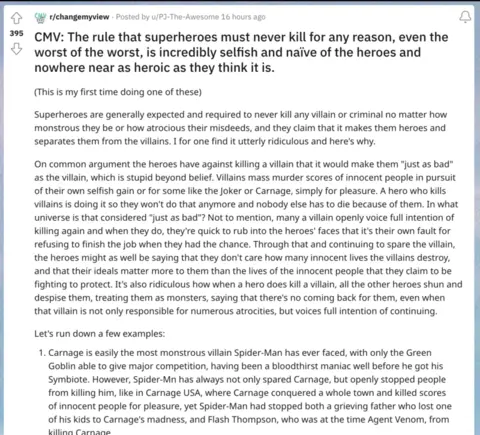 r/changemyview · Posted by u/PJ-The-Awesome 16 hours ago
395
CMV: The rule that superheroes must never kill for any reason, even the
worst of the worst, is incredibly selfish and naïve of the heroes and
nowhere near as heroic as they think it is.
(This is my first time doing one of these)
Superheroes are generally expected and required to never kill any villain or criminal no matter how
monstrous they be or how atrocious their misdeeds, and they claim that it makes them heroes and
separates them from the villains. I for one find it utterly ridiculous and here's why.
On common argument the heroes have against killing a villain that it would make them "just as bad"
as the villain, which is stupid beyond belief. Villains mass murder scores of innocent people in pursuit
of their own selfish gain or for some like the Joker or Carnage, simply for pleasure. A hero who kills
villains is doing it so they won't do that anymore and nobody else has to die because of them. In what
universe is that considered "just as bad"? Not to mention, many a villain openly voice full intention of
killing again and when they do, they're quick to rub into the heroes' faces that it's their own fault for
refusing to finish the job when they had the chance. Through that and continuing to spare the villain,
the heroes might as well be saying that they don't care how many innocent lives the villains destroy,
and that their ideals matter more to them than the lives of the innocent people that they claim to be
fighting to protect. It's also ridiculous how when a hero does kill a villain, all the other heroes shun and
despise them, treating them as monsters, saying that there's no coming back for them, even when
that villain is not only responsible for numerous atrocities, but voices full intention of continuing.
Let's run down a few examples:
1. Carnage is easily the most monstrous villain Spider-Man has ever faced, with only the Green
Goblin able to give major competition, having been a bloodthirst maniac well before he got his
Symbiote. However, Spider-Mn has always not only spared Carnage, but openly stopped people
from killing him, like in Carnage USA, where Carnage conquered a whole town and killed scores
of innocent people for pleasure, yet Spider-Man had stopped both a grieving father who lost one
of his kids to Carnage's madness, and Flash Thompson, who was at the time Agent Venom, from
killing Carnage.